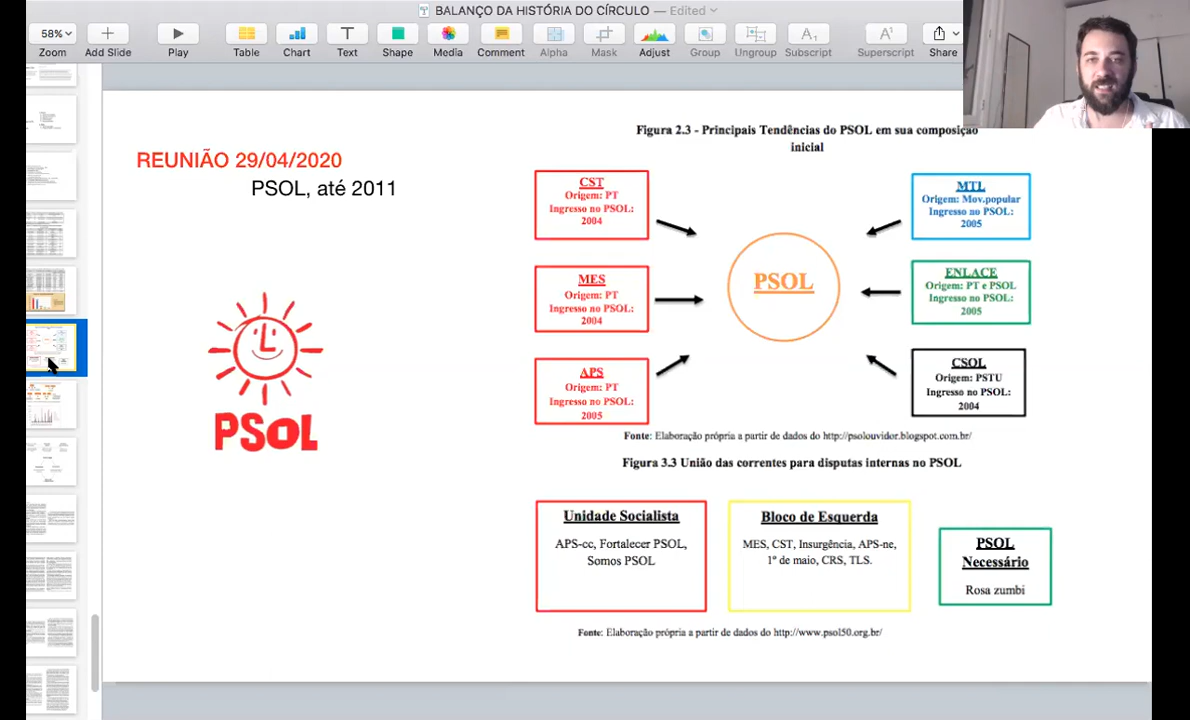 BALANÇO DA HISTÓRIA DO CÍRCULO — Edited
58%
Zoom
Add Slide
Play
Table
Chart
Text
Shape
Media
Comment
Alpha
Mask
Adjust
Group
Ungroup
Subscript
Superscript
Share
REUNIÃO 29/04/2020
PSOL, até 2011
PSOL
Figura 2.3 - Principais Tendências do PSOL em sua composição
inicial
CST
Origem: PT
Ingresso no PSOL:
2004
MTL
Origem: Mov.popular
Ingresso no PSOL:
2005
MES
Origem: PT
Ingresso no PSOL:
2004
PSOL
ENLACE
Origem: PT e PSOL
Ingresso no PSOL:
2005
APS
Origem: PT
Ingresso no PSOL:
2005
CSOL
Origem: PSTU
Ingresso no PSOL:
2004
Fonte: Elaboração própria a partir de dados do http://psolouvidor.blogspot.com.br/
Figura 3.3 União das correntes para disputas internas no PSOL
Unidade Socialista
APS-cc, Fortalecer PSOL,
Somos PSOL
Bloco de Esquerda
MES, CST, Insurgência, APS-ne,
1º de maio, CRS, TLS.
PSOL
Necessário
Rosa zumbi
Fonte: Elaboração própria a partir de dados do http://www.psol50.org.br/